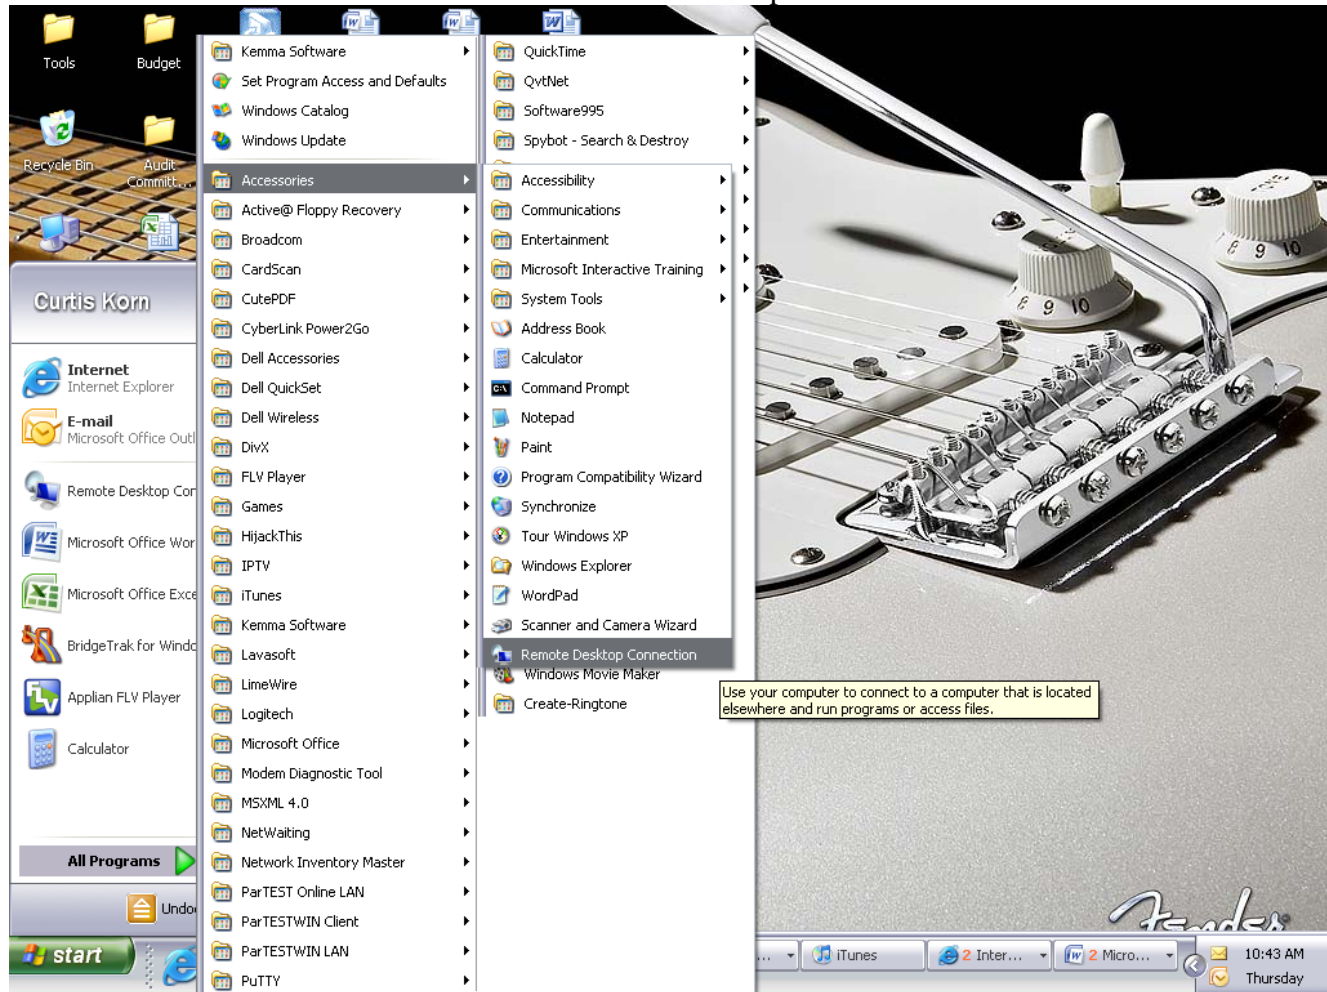 Tools
Budget
Recycle Bin
Audit
Committ...
Curtis Korn
Internet
Internet Explorer
E-mail
Microsoft Office Outl
Remote Desktop Con
Microsoft Office Wor
Microsoft Office Exce
BridgeTrak for Windo
Applian FLV Player
Calculator
All Programs
Undo
start
Kemma Software
Set Program Access and Defaults
Windows Catalog
Windows Update
Accessories
Active@ Floppy Recovery
Broadcom
CardScan
CutePDF
CyberLink Power2Go
Dell Accessories
Dell QuickSet
Dell Wireless
DivX
FLV Player
Games
HijackThis
IPTV
iTunes
Kemma Software
Lavasoft
LimeWire
Logitech
Microsoft Office
Modem Diagnostic Tool
MSXML 4.0
NetWaiting
Network Inventory Master
ParTEST Online LAN
ParTESTWIN Client
ParTESTWIN LAN
PuTTY
QuickTime
QvtNet
Software995
Spybot - Search & Destroy
Accessibility
Communications
Entertainment
Microsoft Interactive Training
System Tools
Address Book
Calculator
Command Prompt
Notepad
Paint
Program Compatibility Wizard
Synchronize
Tour Windows XP
Windows Explorer
WordPad
Scanner and Camera Wizard
Remote Desktop Connection
Windows Movie Maker
Create-Ringtone
Use your computer to connect to a computer that is located
elsewhere and run programs or access files.
8 9 10
8 9 10
Fender
... iTunes 2 Inter... 2 Micro... 10:43 AM
Thursday